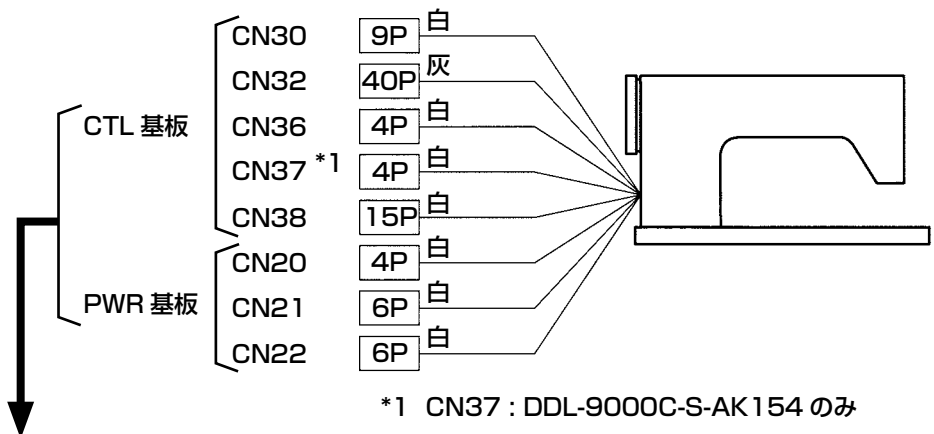 CN30 9P 白
CN32 40P 灰
CTL 基板 CN36 4P 白
CN37 *1 4P 白
CN38 15P 白
CN20 4P 白
PWR 基板 CN21 6P 白
CN22 6P 白
*1 CN37 : DDL-9000C-S-AK154 のみ